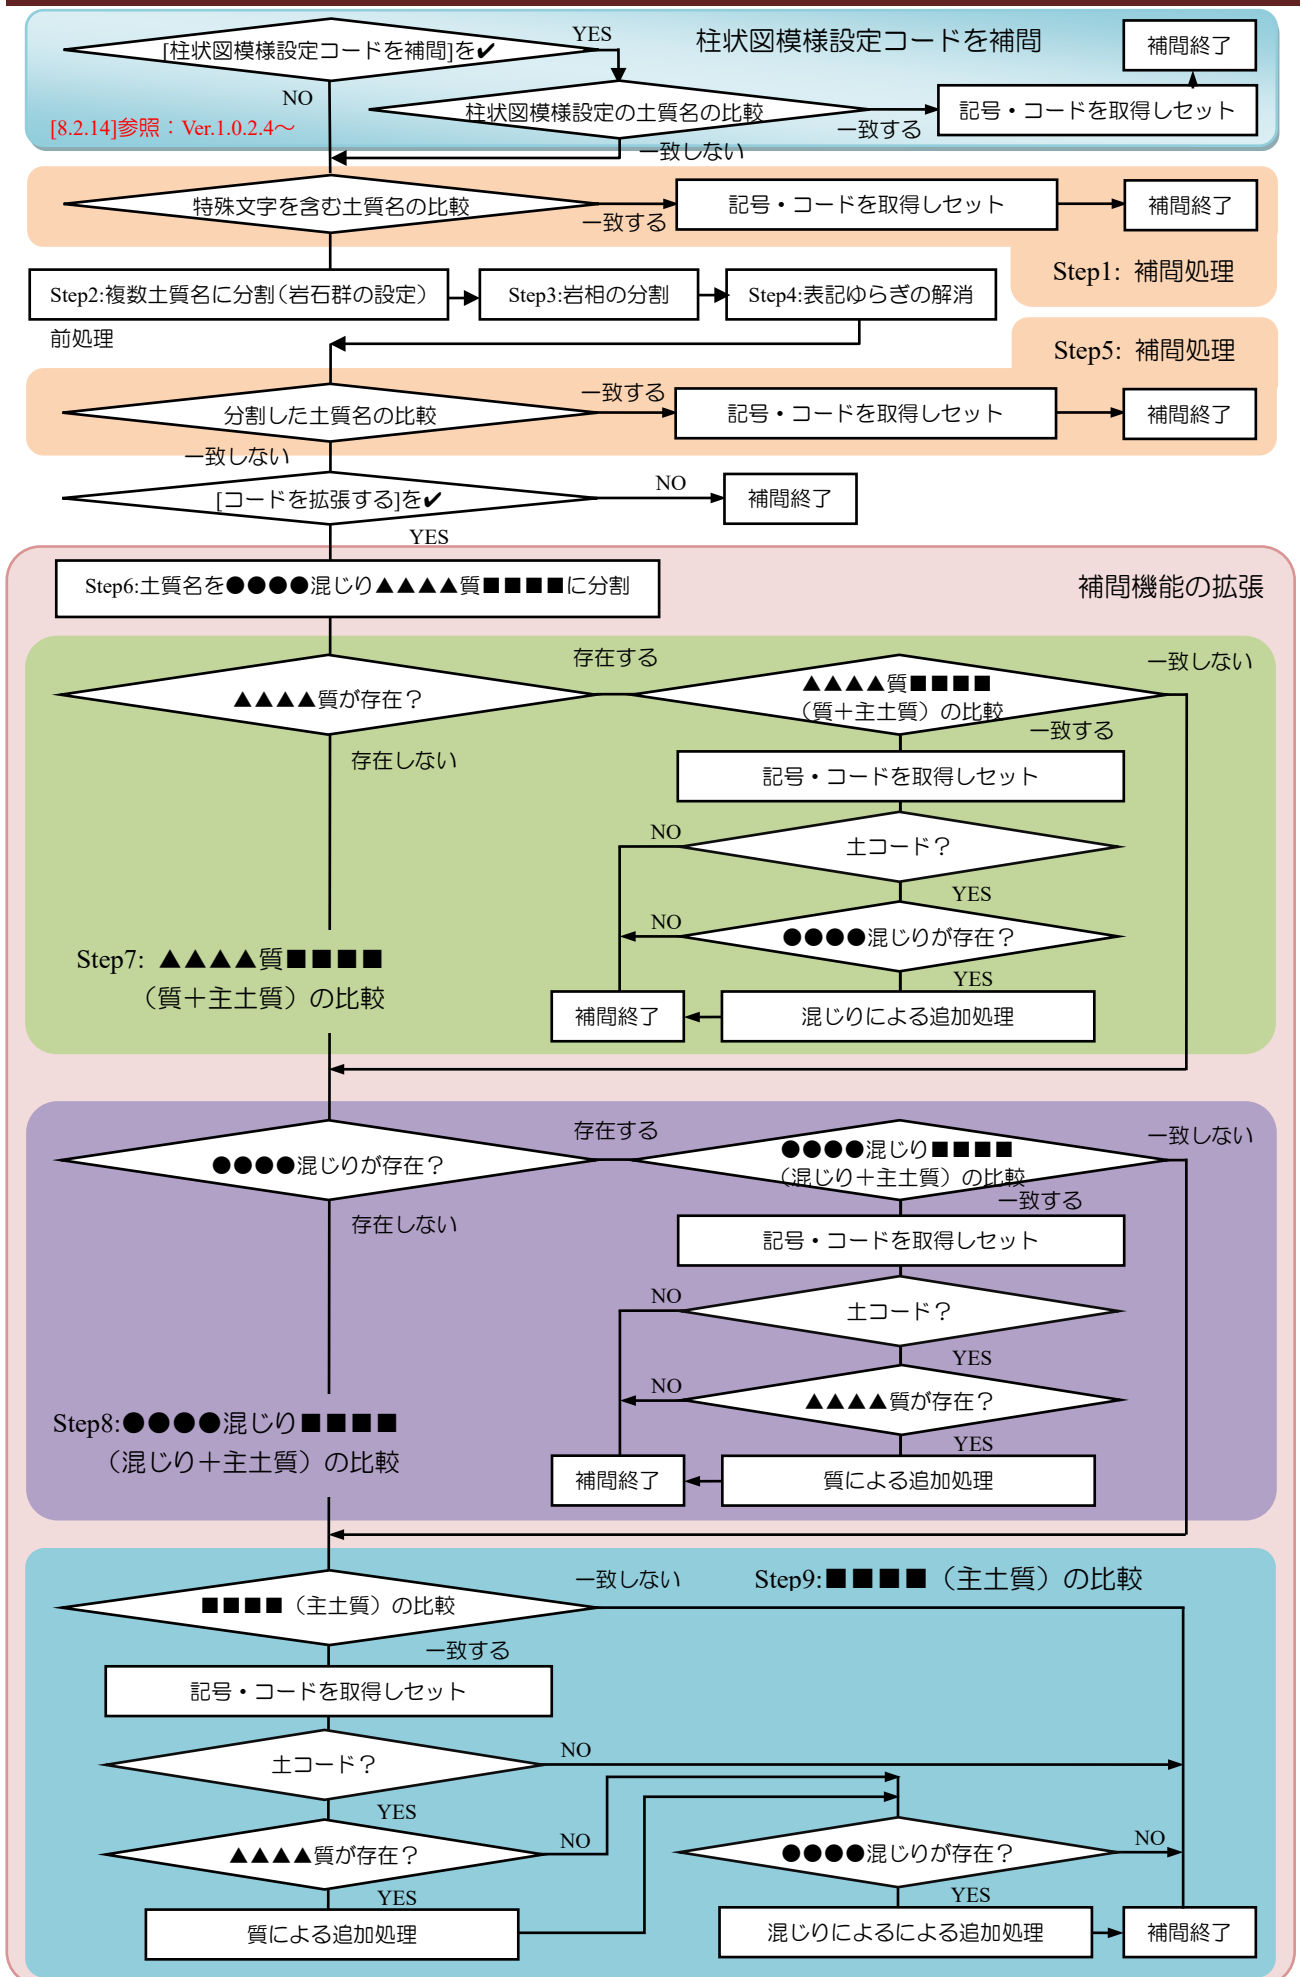 [柱状図模様設定コードを補間]を✔
YES
柱状図模様設定コードを補間
補間終了
NO
柱状図模様設定の土質名の比較
記号・コードを取得しセット
[8.2.14]参照：Ver.1.0.2.4～
一致する
一致しない
特殊文字を含む土質名の比較
一致する
記号・コードを取得しセット
補間終了
Step1: 補間処理
Step2:複数土質名に分割（岩石群の設定）
Step3:岩相の分割
Step4:表記ゆらぎの解消
前処理
Step5: 補間処理
分割した土質名の比較
一致する
記号・コードを取得しセット
補間終了
一致しない
[コードを拡張する]を✔
NO
補間終了
YES
Step6:土質名を●●●●混じり▲▲▲▲質■■■■に分割
補間機能の拡張
▲▲▲▲質が存在？
存在する
▲▲▲▲質■■■■
（質＋主土質）の比較
一致しない
一致する
存在しない
記号・コードを取得しセット
NO
土コード？
YES
NO
●●●●混じりが存在？
YES
Step7: ▲▲▲▲質■■■■
（質＋主土質）の比較
補間終了
混じりによる追加処理
●●●●混じりが存在？
存在する
●●●●混じり■■■■
（混じり＋主土質）の比較
一致しない
一致する
存在しない
記号・コードを取得しセット
NO
土コード？
YES
NO
▲▲▲▲質が存在？
YES
Step8:●●●●混じり■■■■
（混じり＋主土質）の比較
補間終了
質による追加処理
一致しない
Step9:■■■■（主土質）の比較
■■■■（主土質）の比較
一致する
記号・コードを取得しセット
土コード？
NO
YES
▲▲▲▲質が存在？
NO
●●●●混じりが存在？
NO
YES
YES
質による追加処理
混じりによるによる追加処理
補間終了